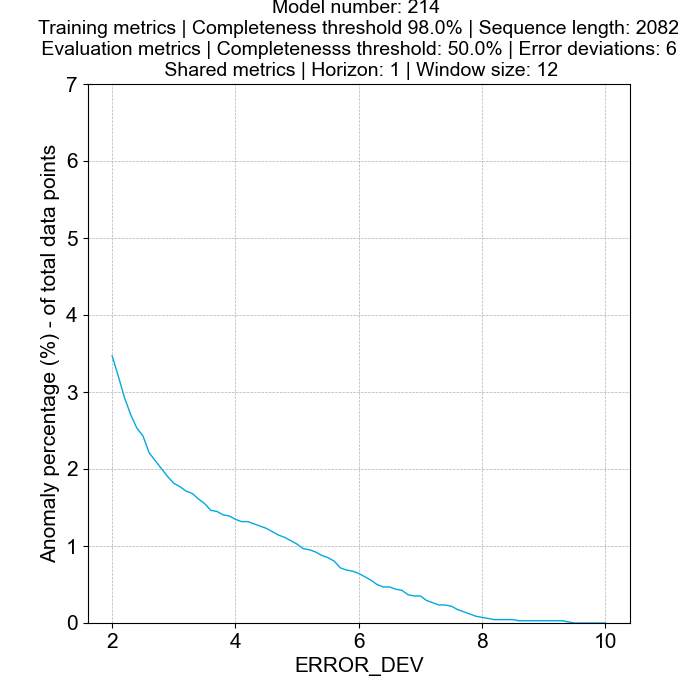 Model number: 214
Training metrics | Completeness threshold 98.0% | Sequence length: 2082
Evaluation metrics | Completenesss threshold: 50.0% | Error deviations: 6
Shared metrics | Horizon: 1 | Window size: 12
7
6
5
4
3
2
1
0
Anomaly percentage (%) - of total data points
2 4 6 8 10
ERROR_DEV